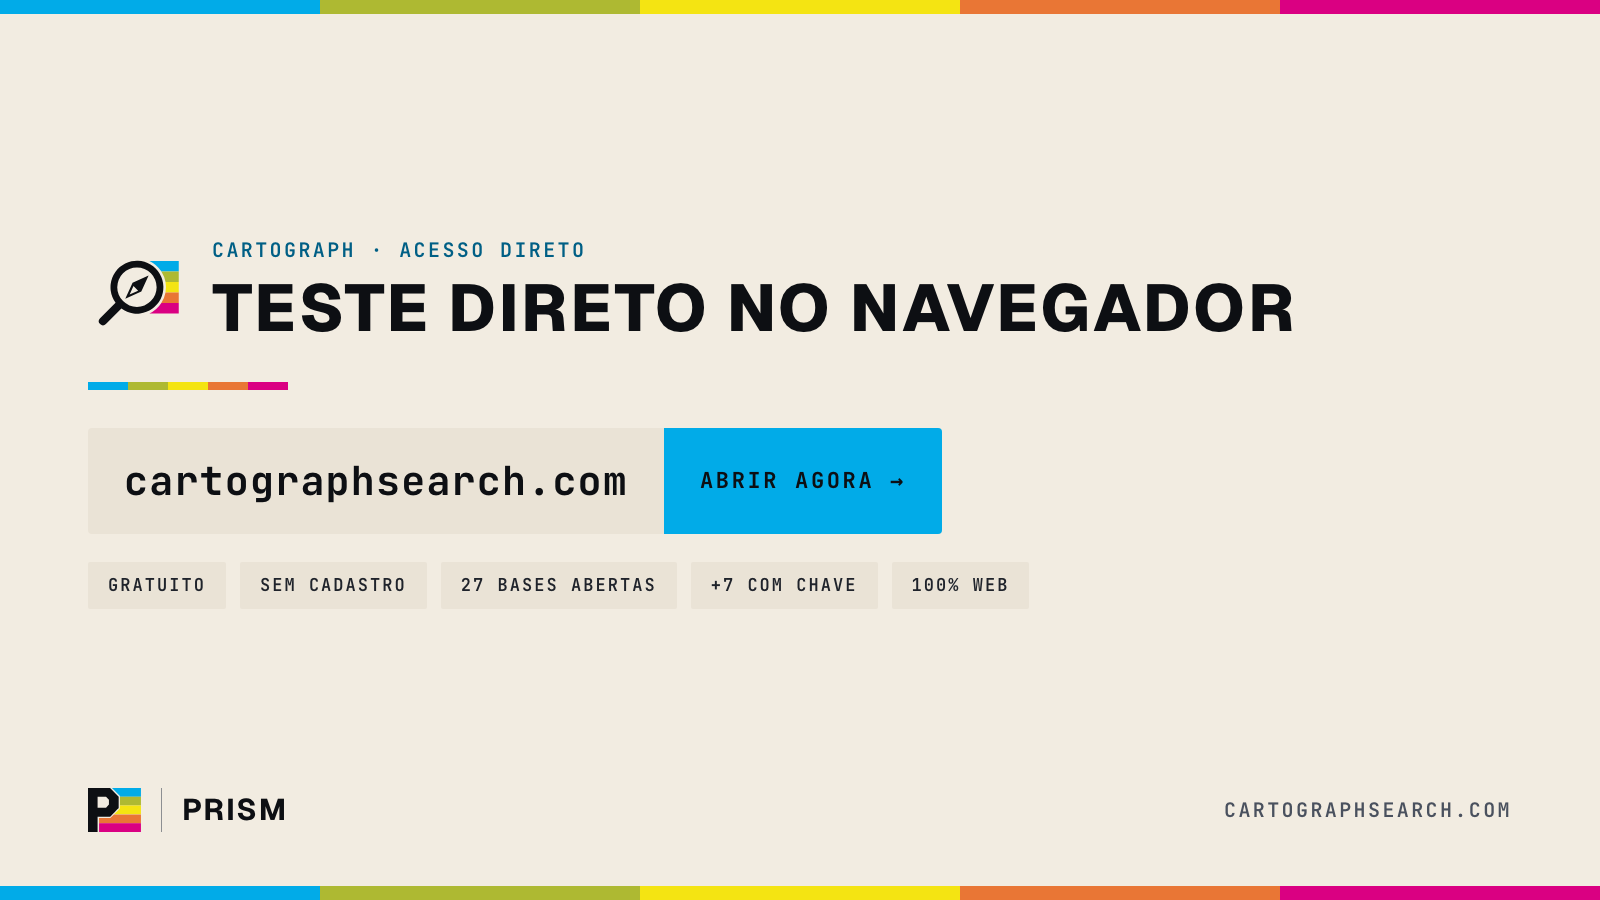 CARTOGRAPH · ACESSO DIRETO
TESTE DIRETO NO NAVEGADOR
cartographsearch.com
ABRIR AGORA →
GRATUITO
SEM CADASTRO
27 BASES ABERTAS
+7 COM CHAVE
100% WEB
P
PRISM
CARTOGRAPHSEARCH.COM